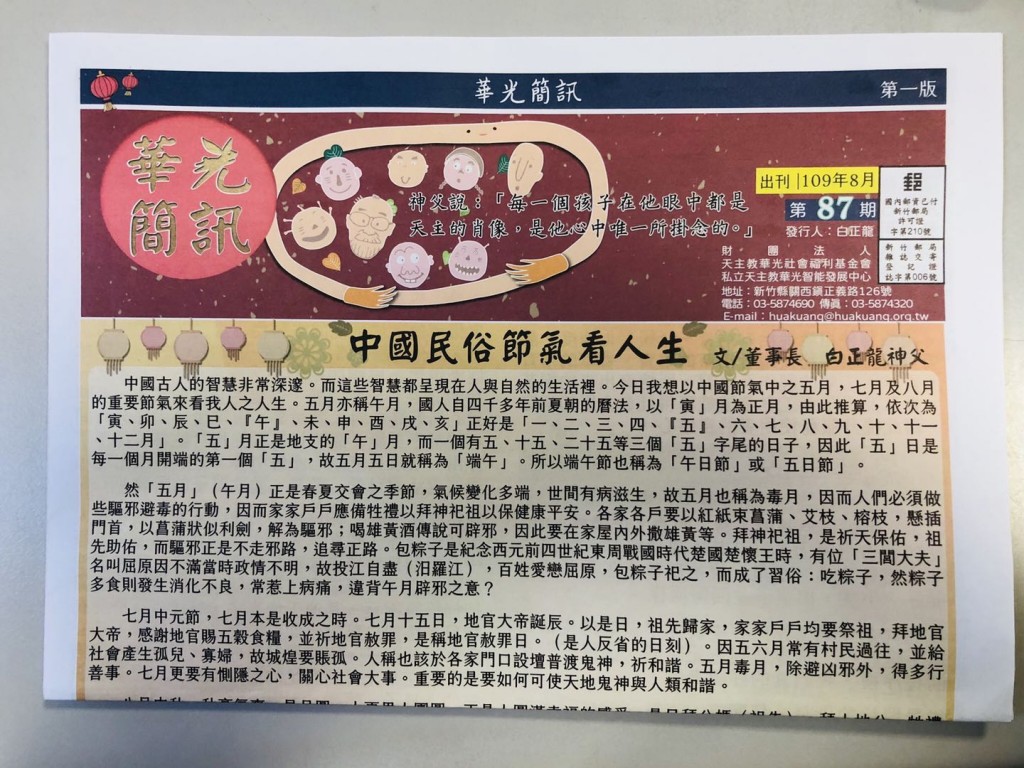 華光簡訊
第一版
華光
簡訊
神父說：「每一個孩子在他眼中都是
天主的肖像，是他心中唯一所掛念的。」
出刊 |109年8月
第 87 期
發行人：白正龍
郵
國內郵資已付
新竹郵局
許可證
字第210號
新竹郵局
雜誌交寄
登記證
誌字第006號
財團法人
天主教華光社會福利基金會
私立天主教華光智能發展中心
地址：新竹縣關西鎮正義路126號
電話：03-5874690 傳真：03-5874320
E-mail：huakuang@huakuang.org.tw
中國民俗節氣看人生 文/董事長 白正龍神父
中國古人的智慧非常深邃。而這些智慧都呈現在人與自然的生活裡。今日我想以中國節氣中之五月，七月及八月
的重要節氣來看我人之人生。五月亦稱午月，國人自四千多年前夏朝的曆法，以「寅」月為正月，由此推算，依次為
「寅、卯、辰、巳、『午』、未、申、酉、戌、亥」正好是「一、二、三、四、『五』、六、七、八、九、十、十一
、十二月」。「五」月正是地支的「午」月，而一個有五、十五、二十五等三個「五」字尾的日子，因此「五」日是
每一個月開端的第一個「五」，故五月五日就稱為「端午」。所以端午節也稱為「午日節」或「五日節」。
然「五月」（午月）正是春夏交會之季節，氣候變化多端，世間有病滋生，故五月也稱為毒月，因而人們必須做
些驅邪避毒的行動，因而家家戶戶應備牲禮以拜神祀祖以保健康平安。各家各戶要以紅紙束菖蒲、艾枝、榕枝，懸插
門首，以菖蒲狀似利劍，解為驅邪；喝雄黃酒傳說可辟邪，因此要在家屋內外撒雄黃等。拜神祀祖，是祈天保佑，祖
先助佑，而驅邪正是不走邪路，追尋正路。包粽子是紀念西元前四世紀東周戰國時代楚國楚懷王時，有位「三閭大夫」
名叫屈原因不滿當時政情不明，故投江自盡（汨羅江），百姓愛戀屈原，包粽子祀之，而成了習俗：吃粽子，然粽子
多食則發生消化不良，常惹上病痛，違背午月辟邪之意？
七月中元節，七月本是收成之時。七月十五日，地官大帝誕辰。以是日，祖先歸家，家家戶戶均要祭祖，拜地官
大帝，感謝地官賜五穀食糧，並祈地官赦罪，是稱地官赦罪日。（是人反省的日刻）。因五六月常有村民過往，並給
社會產生孤兒、寡婦，故城煌要賑孤。人稱也該於各家門口設壇普渡鬼神，祈和諧。五月毒月，除避凶邪外，得多行
善事。七月更要有惻隱之心，關心社會大事。重要的是要如何可使天地鬼神與人類和諧。